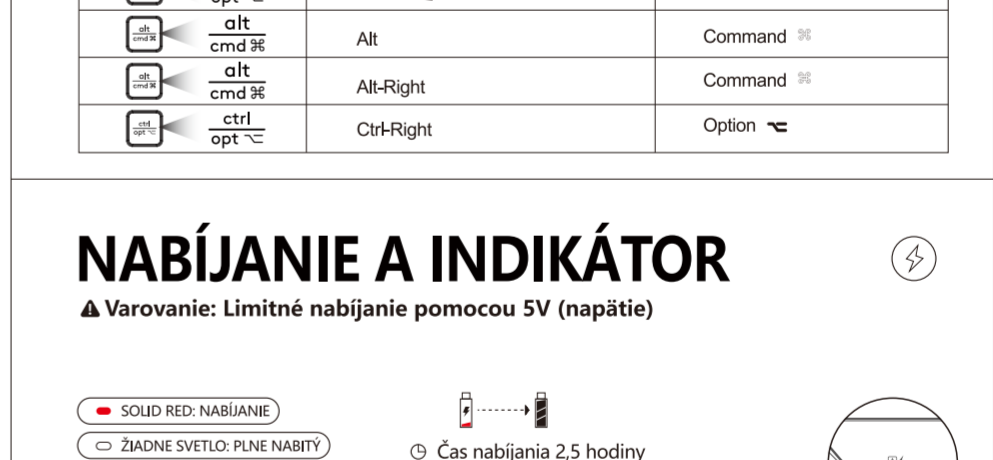 opt ⌥
alt
cmd ⌘
alt
cmd ⌘
Alt
Command ⌘
alt
cmd ⌘
alt
cmd ⌘
Alt-Right
Command ⌘
ctrl
opt ⌥
ctrl
opt ⌥
Ctrl-Right
Option ⌥
NABÍJANIE A INDIKÁTOR
Varovanie: Limitné nabíjanie pomocou 5V (napätie)
SOLID RED: NABÍJANIE
ŽIADNE SVETLO: PLNE NABITÝ
Čas nabíjania 2,5 hodiny